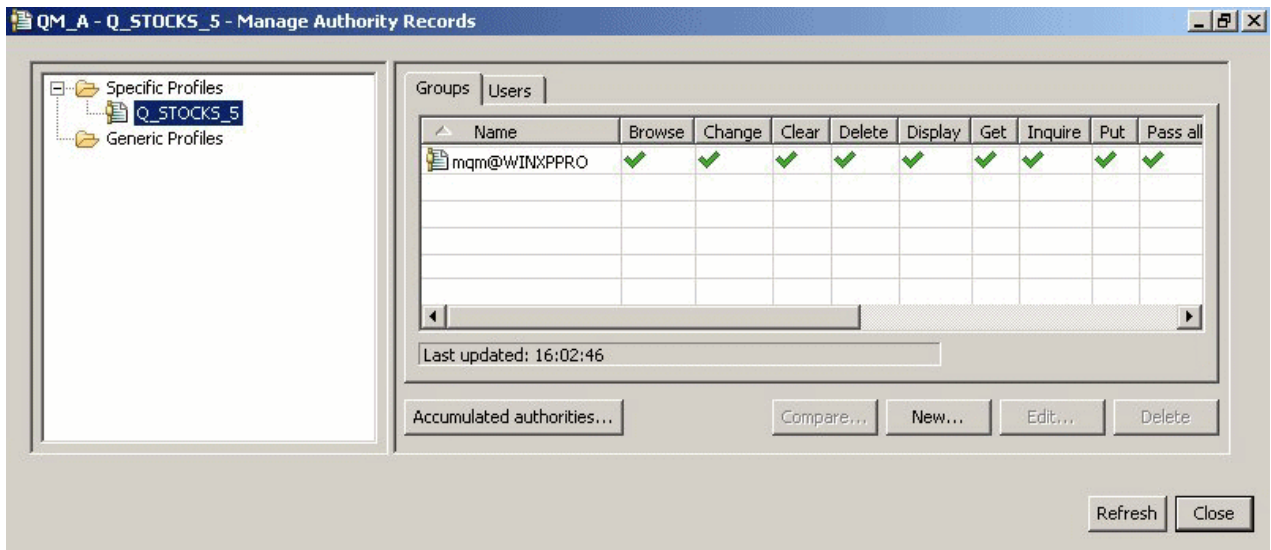 QM_A - Q_STOCKS_5 - Manage Authority Records
Specific Profiles
Q_STOCKS_5
Generic Profiles
Groups Users
Name Browse Change Clear Delete Display Get Inquire Put Pass all
mqm@WINXPPRO
Last updated: 16:02:46
Accumulated authorities... Compare... New... Edit... Delete
Refresh Close